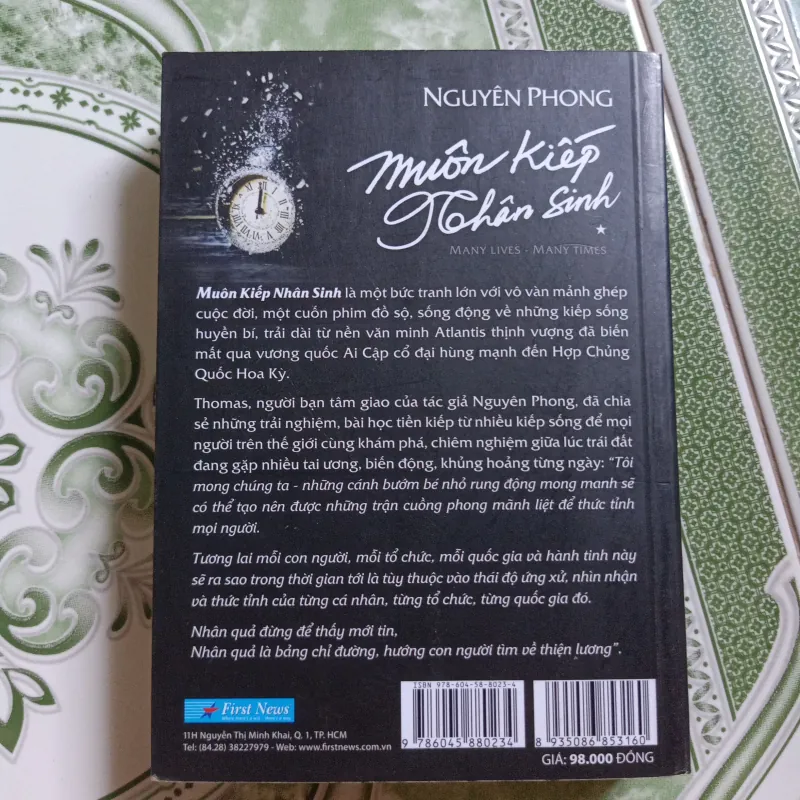 NGUYÊN PHONG
Muôn Kiếp
Nhân Sinh
MANY LIVES - MANY TIMES
Muôn Kiếp Nhân Sinh là một bức tranh lớn với vô vàn mảnh ghép
cuộc đời, một cuốn phim đồ sộ, sống động về những kiếp sống
huyền bí, trải dài từ nền văn minh Atlantis thịnh vượng đã biến
mất qua vương quốc Ai Cập cổ đại hùng mạnh đến Hợp Chủng
Quốc Hoa Kỳ.
Thomas, người bạn tâm giao của tác giả Nguyên Phong, đã chia
sẻ những trải nghiệm, bài học tiền kiếp từ nhiều kiếp sống để mọi
người trên thế giới cùng khám phá, chiêm nghiệm giữa lúc trái đất
đang gặp nhiều tai ương, biến động, khủng hoảng từng ngày: "Tôi
mong chúng ta - những cánh bướm bé nhỏ rung động mong manh sẽ
có thể tạo nên được những trận cuồng phong mãnh liệt để thức tỉnh
mọi người.
Tương lai mỗi con người, mỗi tổ chức, mỗi quốc gia và hành tinh này
sẽ ra sao trong thời gian tới là tùy thuộc vào thái độ ứng xử, nhìn nhận
và thức tỉnh của từng cá nhân, từng tổ chức, từng quốc gia đó.
Nhân quả đừng để thấy mới tin,
Nhân quả là bảng chỉ đường, hướng con người tìm về thiện lương".
First News
11H Nguyễn Thị Minh Khai, Q. 1, TP. HCM
Tel: (84.28) 38227979 - Web: www.firstnews.com.vn
ISBN 978-604-58-8023-4
9 786045 880234
8 935086 853160
GIÁ: 98.000 ĐỒNG